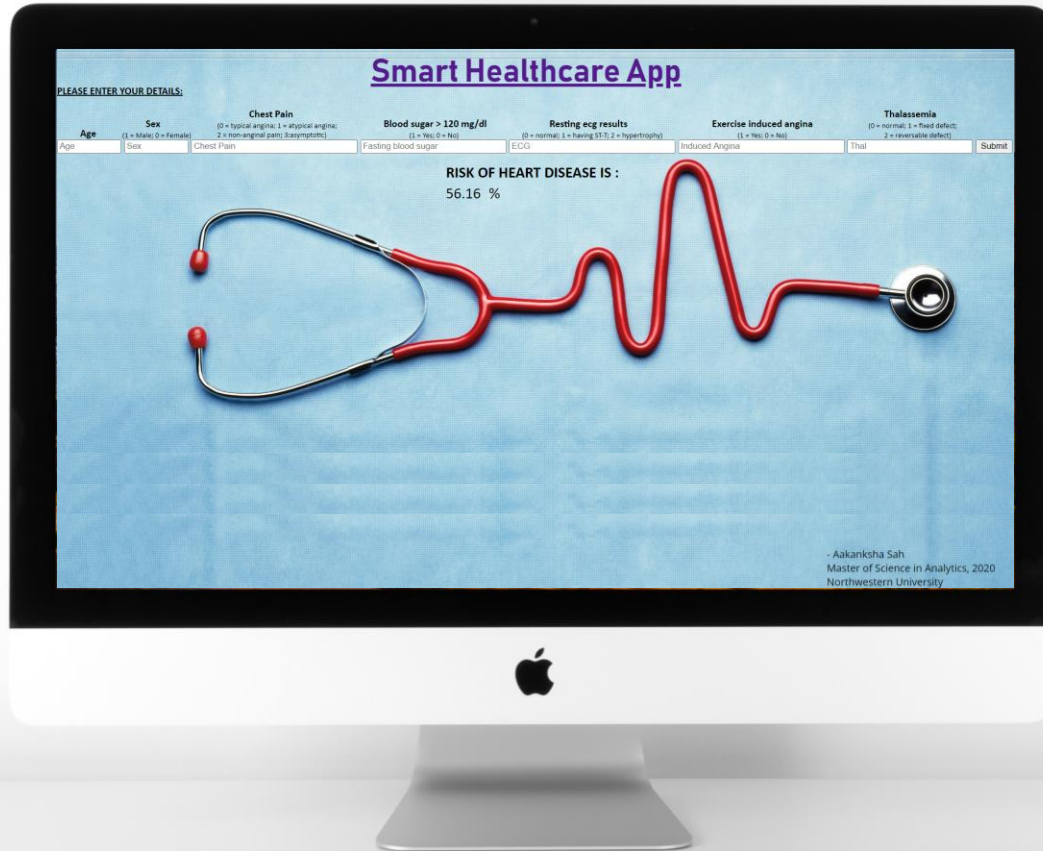 Smart Healthcare App
PLEASE ENTER YOUR DETAILS:
Age
Sex
(1 = Male; 0 = Female)
Chest Pain
(0 = typical angina; 1 = atypical angina;
2 = non-anginal pain; 3:asymptotic)
Blood sugar > 120 mg/dl
(1 = Yes; 0 = No)
Resting ecg results
(0 = normal; 1 = having ST-T; 2 = hypertrophy)
Exercise induced angina
(1 = Yes; 0 = No)
Thalassemia
(0 = normal; 1 = fixed defect;
2 = reversable defect)
Age
Sex
Chest Pain
Fasting blood sugar
ECG
Induced Angina
Thal
Submit
RISK OF HEART DISEASE IS :
56.16 %
- Aakanksha Sah
Master of Science in Analytics, 2020
Northwestern University